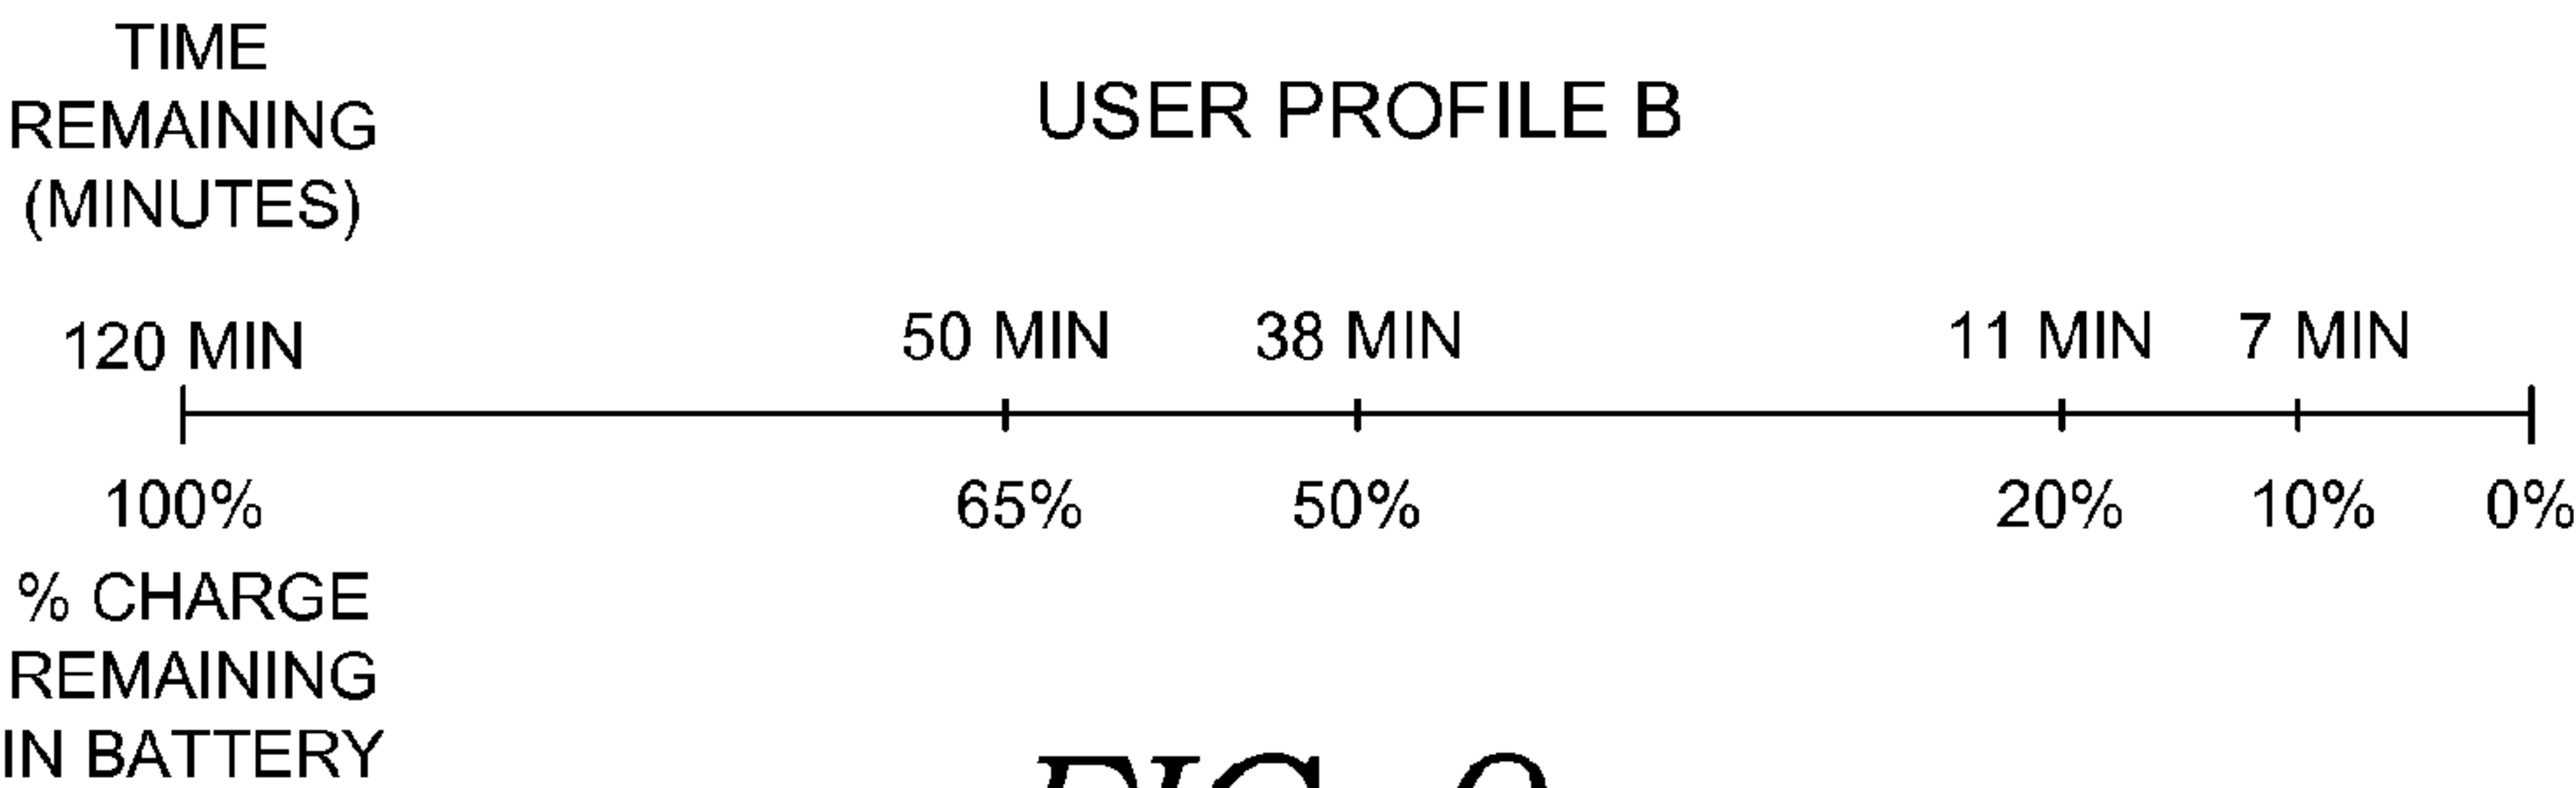 TIME
REMAINING
(MINUTES)
USER PROFILE B
120 MIN 50 MIN 38 MIN 11 MIN 7 MIN
100% 65% 50% 20% 10% 0%
% CHARGE
REMAINING
IN BATTERY
FIG.